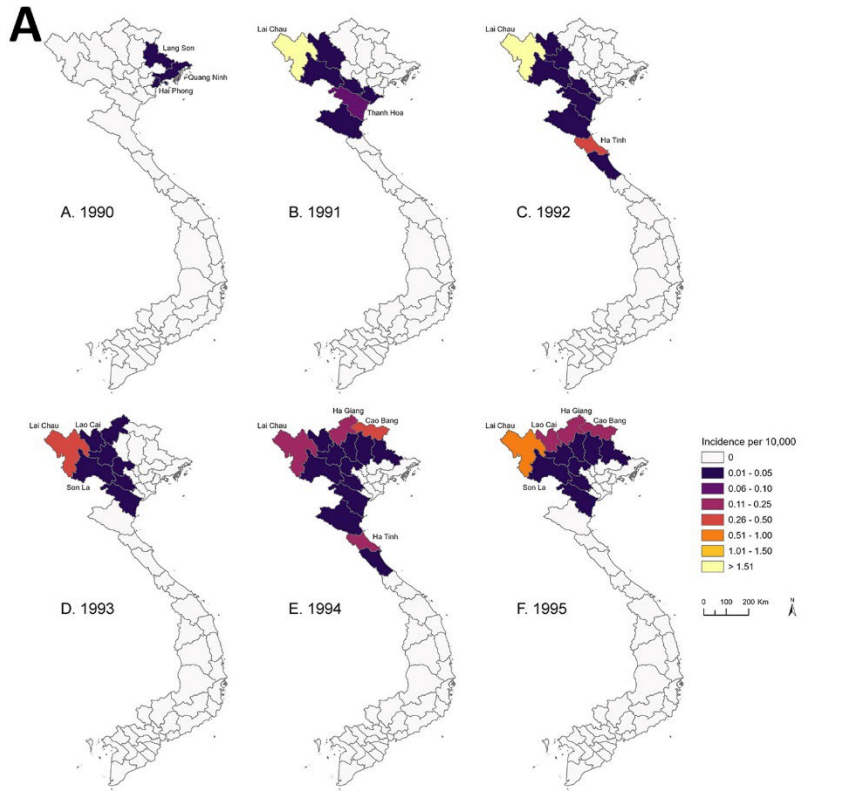 A
Lang Son
Quang Ninh
Hai Phong
A. 1990
Lai Chau
Thanh Hoa
B. 1991
Lai Chau
Ha Tinh
C. 1992
Lai Chau
Lao Cai
Son La
D. 1993
Lai Chau
Ha Giang
Cao Bang
Ha Tinh
E. 1994
Lai Chau
Lao Cai
Ha Giang
Cao Bang
Son La
F. 1995
Incidence per 10,000
0
0.01 - 0.05
0.06 - 0.10
0.11 - 0.25
0.26 - 0.50
0.51 - 1.00
1.01 - 1.50
> 1.51
0 100 200 Km
N